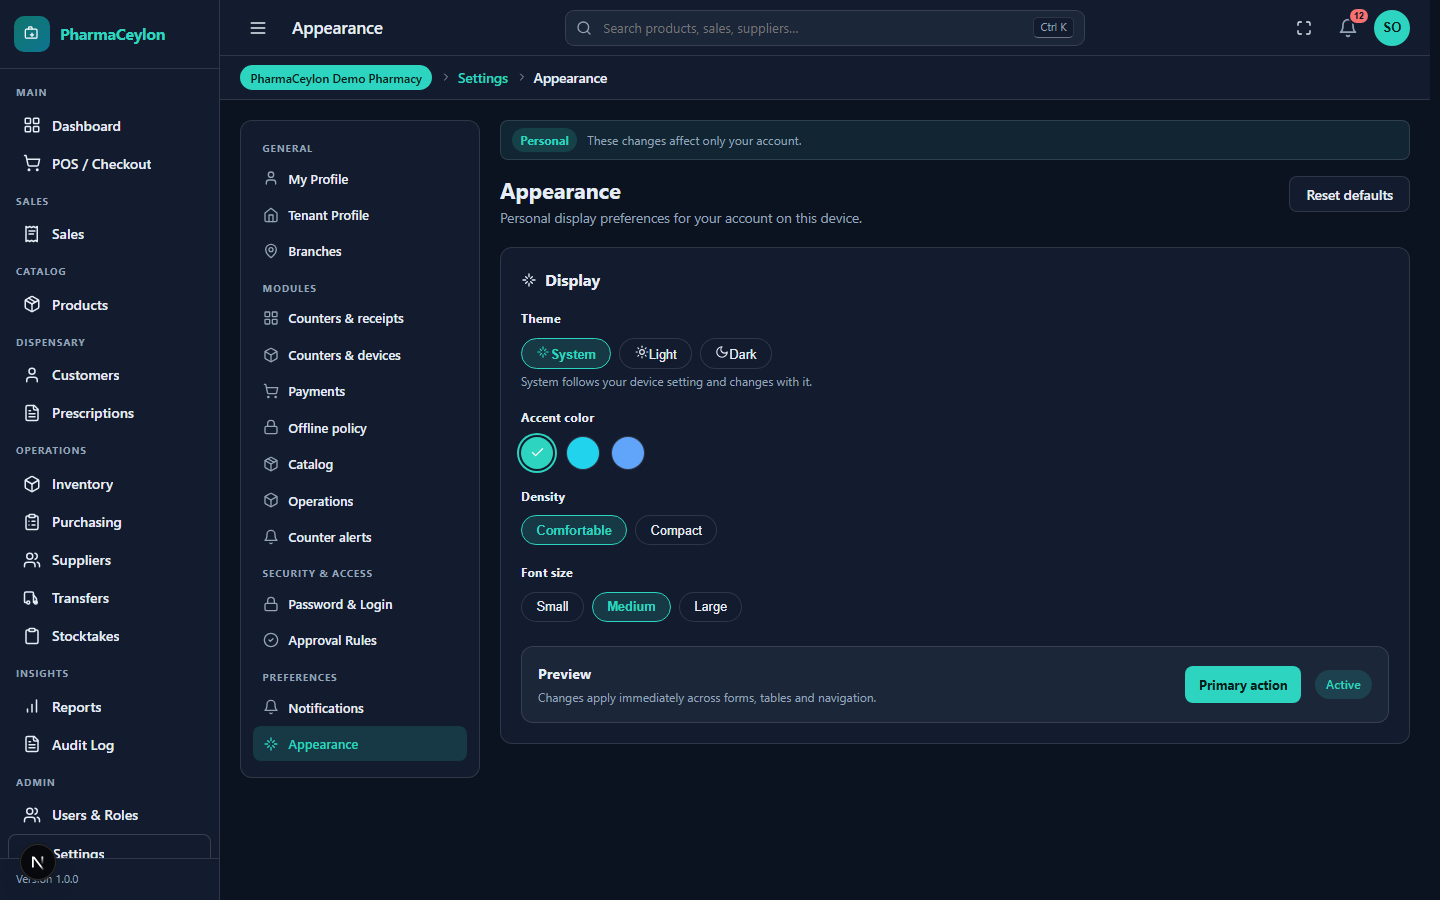 PharmaCeylon
Appearance
Search products, sales, suppliers...
Ctrl K
12
SO
PharmaCeylon Demo Pharmacy
Settings
Appearance
MAIN
Dashboard
POS / Checkout
SALES
Sales
CATALOG
Products
DISPENSARY
Customers
Prescriptions
OPERATIONS
Inventory
Purchasing
Suppliers
Transfers
Stocktakes
INSIGHTS
Reports
Audit Log
ADMIN
Users & Roles
Settings
N
Version 1.0.0
GENERAL
My Profile
Tenant Profile
Branches
MODULES
Counters & receipts
Counters & devices
Payments
Offline policy
Catalog
Operations
Counter alerts
SECURITY & ACCESS
Password & Login
Approval Rules
PREFERENCES
Notifications
Appearance
Personal These changes affect only your account.
Appearance
Personal display preferences for your account on this device.
Reset defaults
Display
Theme
System Light Dark
System follows your device setting and changes with it.
Accent color
Density
Comfortable Compact
Font size
Small Medium Large
Preview
Changes apply immediately across forms, tables and navigation.
Primary action
Active